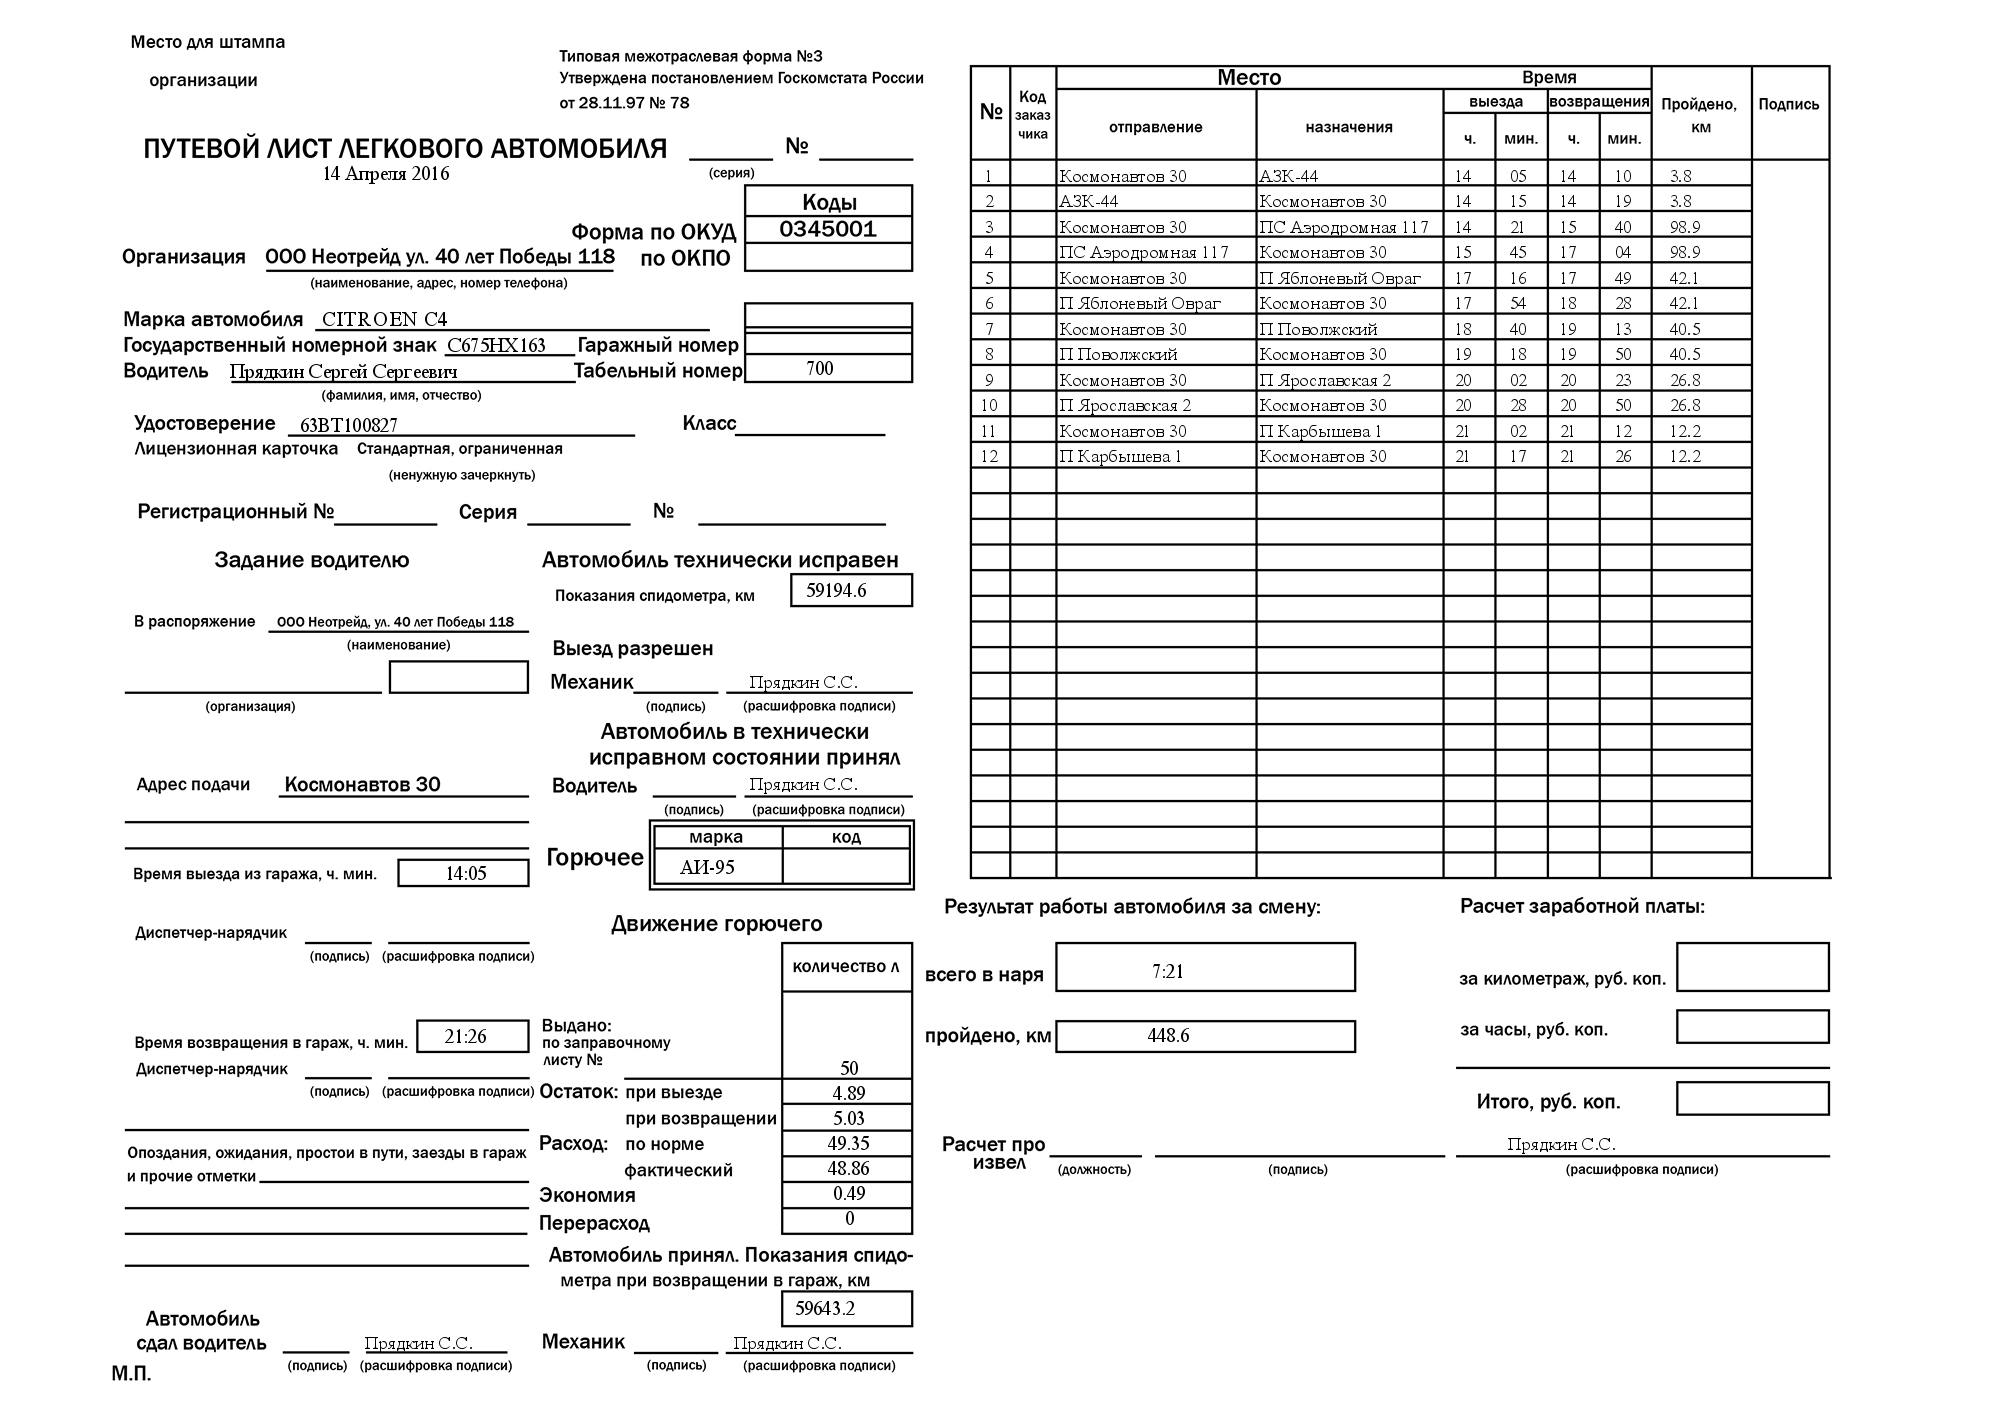 Место для штампа
организации
Типовая межотраслевая форма №3
Утверждена постановлением Госкомстата России
от 28.11.97 № 78
ПУТЕВОЙ ЛИСТ ЛЕГКОВОГО АВТОМОБИЛЯ №
14 Апреля 2016
(серия)
Коды
Форма по ОКУД 0345001
Организация ООО Неотрейд ул. 40 лет Победы 118 по ОКПО
(наименование, адрес, номер телефона)
Марка автомобиля CITROEN C4
Государственный номерной знак С675НХ163 Гаражный номер
Водитель Прядкин Сергей Сергеевич Табельный номер 700
(фамилия, имя, отчество)
Удостоверение 63ВТ100827 Класс
Лицензионная карточка Стандартная, ограниченная
(ненужную зачеркнуть)
Регистрационный № Серия №
Задание водителю
Автомобиль технически исправен
Показания спидометра, км 59194.6
В распоряжение ООО Неотрейд, ул. 40 лет Победы 118
(наименование)
(организация)
Выезд разрешен
Механик Прядкин С.С.
(подпись) (расшифровка подписи)
Автомобиль в технически
исправном состоянии принял
Адрес подачи Космонавтов 30
Водитель Прядкин С.С.
(подпись) (расшифровка подписи)
марка код
Горючее АИ-95
Время выезда из гаража, ч. мин. 14:05
Диспетчер-нарядчик
(подпись) (расшифровка подписи)
Движение горючего
количество л
Время возвращения в гараж, ч. мин. 21:26
Диспетчер-нарядчик
(подпись) (расшифровка подписи)
Выдано:
по заправочному
листу №
50
Остаток: при выезде 4.89
при возвращении 5.03
Расход: по норме 49.35
фактический 48.86
Экономия 0.49
Перерасход 0
Опоздания, ожидания, простои в пути, заезды в гараж
и прочие отметки
Автомобиль принял. Показания спидо-
метра при возвращении в гараж, км
59643.2
Автомобиль
сдал водитель Прядкин С.С.
(подпись) (расшифровка подписи)
Механик Прядкин С.С.
(подпись) (расшифровка подписи)
М.П.
№ Код заказ чика Место Время Пройдено, км Подпись
отправление назначения выезда возвращения
ч. мин. ч. мин.
1 Космонавтов 30 АЗК-44 14 05 14 10 3.8
2 АЗК-44 Космонавтов 30 14 15 14 19 3.8
3 Космонавтов 30 ПС Аэродромная 117 14 21 15 40 98.9
4 ПС Аэродромная 117 Космонавтов 30 15 45 17 04 98.9
5 Космонавтов 30 П Яблоневый Овраг 17 16 17 49 42.1
6 П Яблоневый Овраг Космонавтов 30 17 54 18 28 42.1
7 Космонавтов 30 П Поволжский 18 40 19 13 40.5
8 П Поволжский Космонавтов 30 19 18 19 50 40.5
9 Космонавтов 30 П Ярославская 2 20 02 20 23 26.8
10 П Ярославская 2 Космонавтов 30 20 28 20 50 26.8
11 Космонавтов 30 П Карбышева 1 21 02 21 12 12.2
12 П Карбышева 1 Космонавтов 30 21 17 21 26 12.2
Результат работы автомобиля за смену:
всего в наря 7:21
пройдено, км 448.6
Расчет заработной платы:
за километраж, руб. коп.
за часы, руб. коп.
Итого, руб. коп.
Расчет про
извел
Прядкин С.С.
(должность) (подпись) (расшифровка подписи)